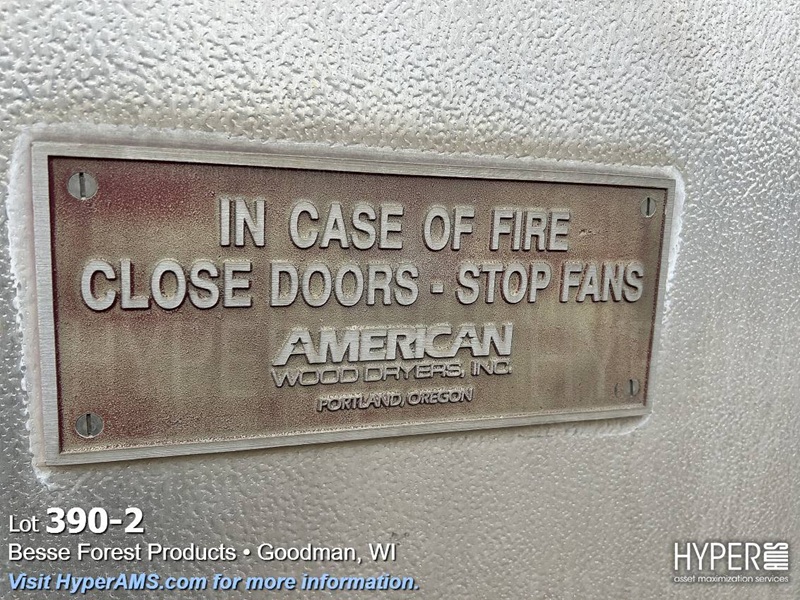 IN CASE OF FIRE
CLOSE DOORS - STOP FANS
AMERICAN
WOOD DRYERS, INC.
PORTLAND, OREGON
Lot 390-2
Besse Forest Products • Goodman, WI
Visit HyperAMS.com for more information.
HYPER AMS
asset maximization services